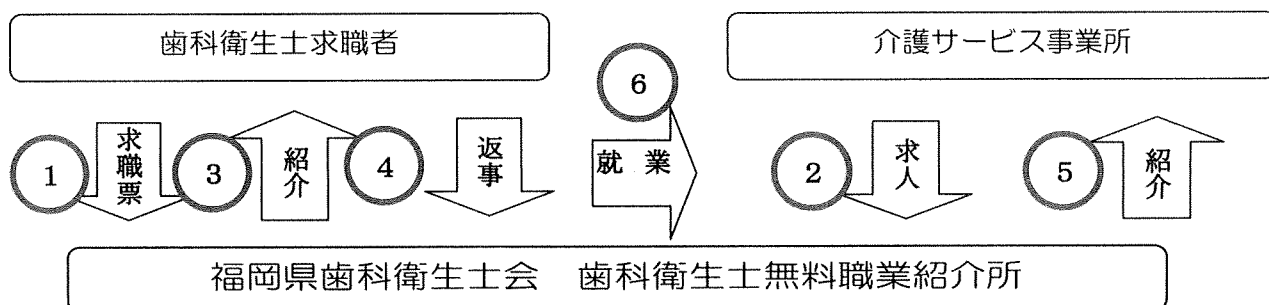 歯科衛生士求職者
介護サービス事業所
1
求職票
3
紹介
4
返事
6
就業
2
求人
5
紹介
福岡県歯科衛生士会 歯科衛生士無料職業紹介所